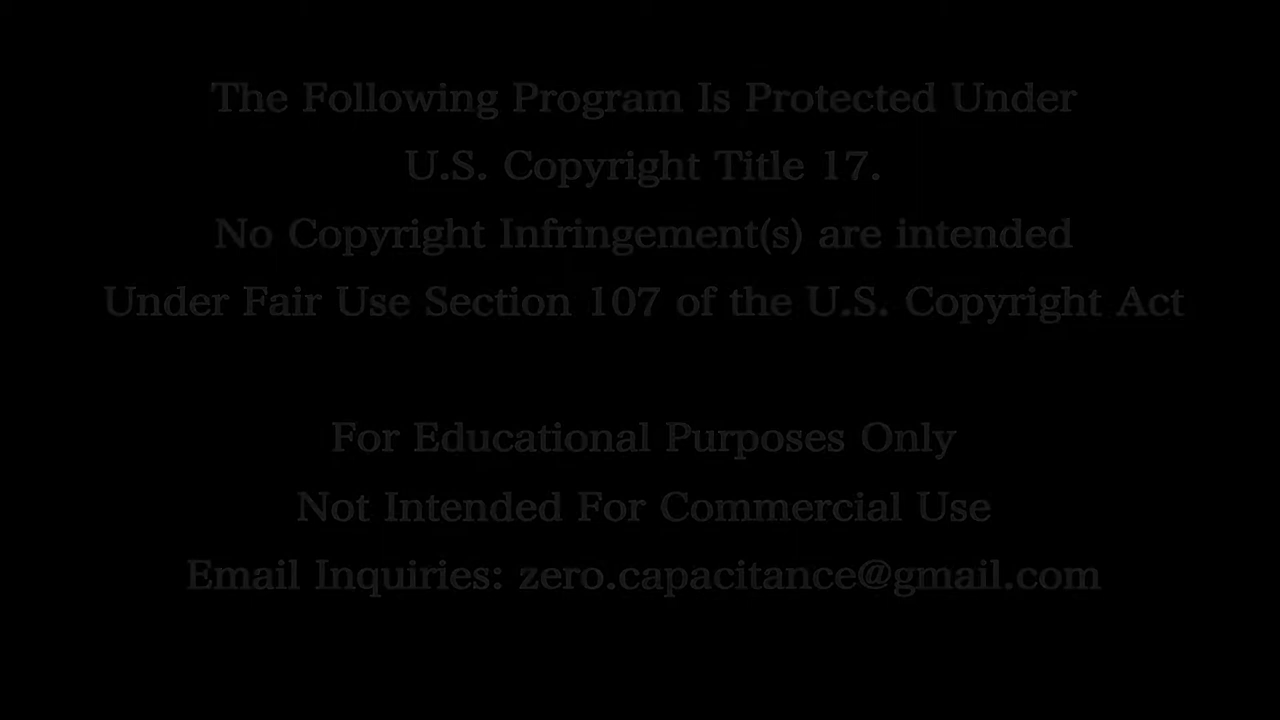 The Following Program Is Protected Under
U.S. Copyright Title 17.
No Copyright Infringement(s) are intended
Under Fair Use Section 107 of the U.S. Copyright Act
For Educational Purposes Only
Not Intended For Commercial Use
Email Inquiries: zero.capacitance@gmail.com